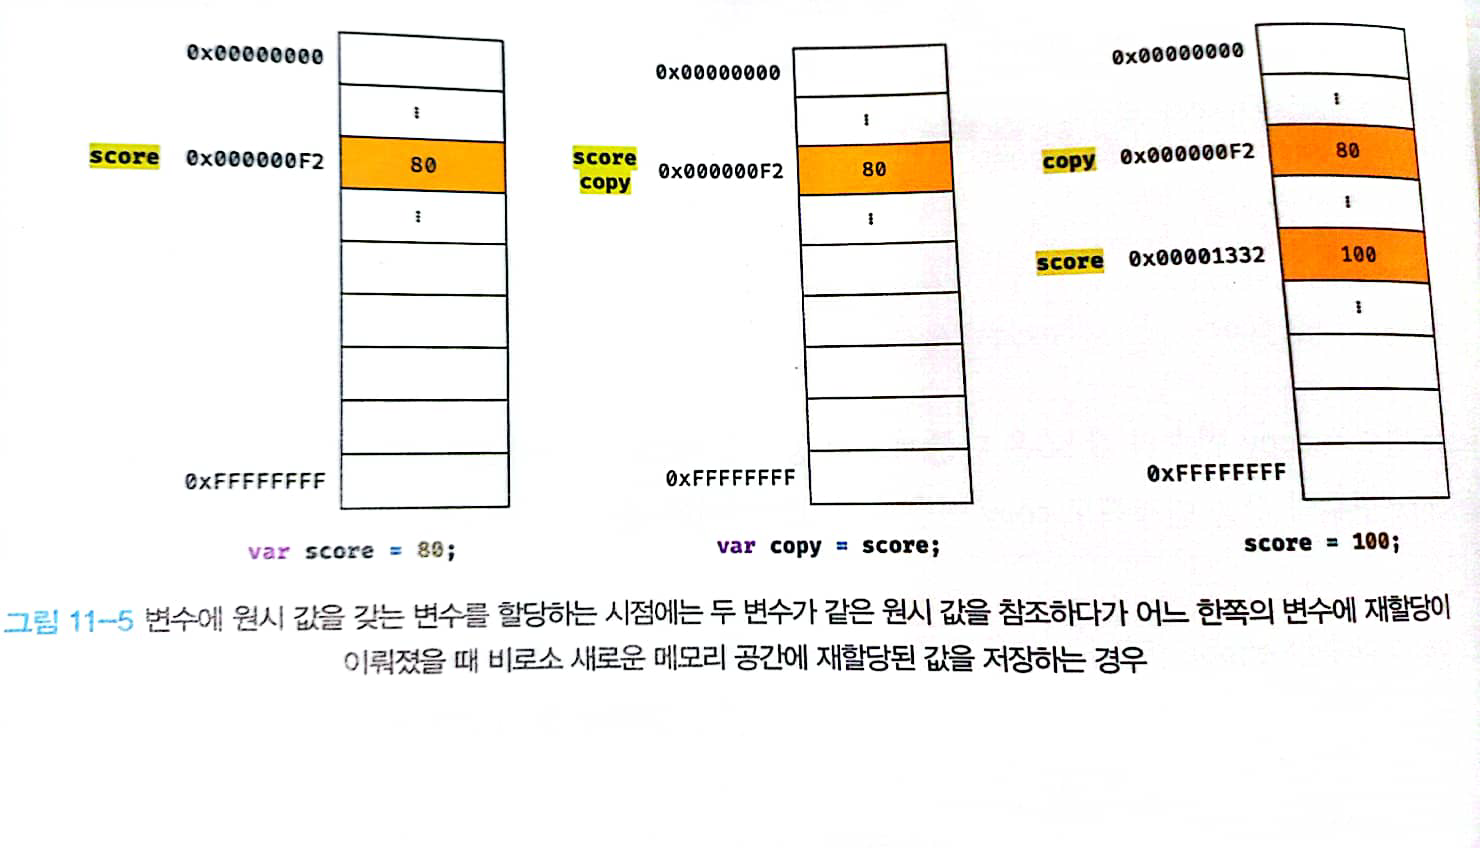 0x00000000
⋮
score 0x000000F2 80
⋮
0xFFFFFFFF
var score = 80;
0x00000000
⋮
score
copy 0x000000F2 80
⋮
0xFFFFFFFF
var copy = score;
0x00000000
⋮
copy 0x000000F2 80
⋮
score 0x00001332 100
⋮
0xFFFFFFFF
score = 100;
그림 11-5 변수에 원시 값을 갖는 변수를 할당하는 시점에는 두 변수가 같은 원시 값을 참조하다가 어느 한쪽의 변수에 재할당이
이뤄졌을 때 비로소 새로운 메모리 공간에 재할당된 값을 저장하는 경우